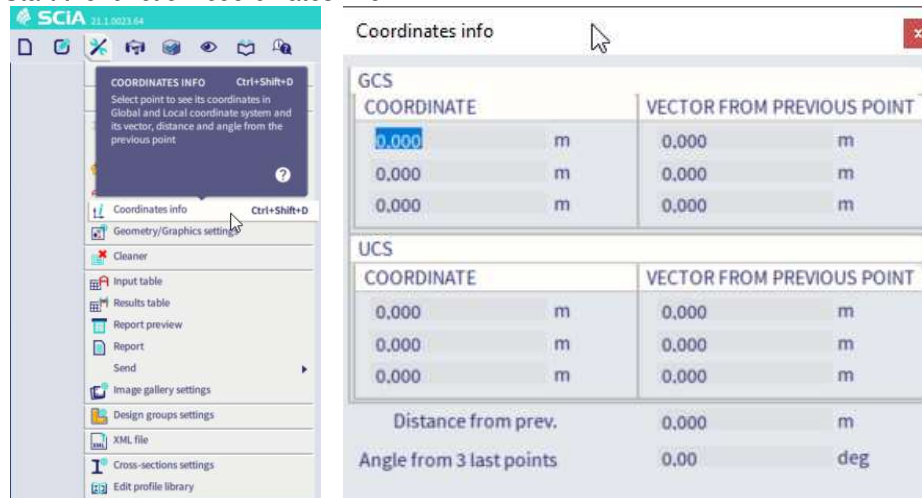 SCIA 21.1.0023.64
COORDINATES INFO Ctrl+Shift+D
Select point to see its coordinates in
Global and Local coordinate system and
its vector, distance and angle from the
previous point
Coordinates info Ctrl+Shift+D
Geometry/Graphics settings
Cleaner
Input table
Results table
Report preview
Report
Send
Image gallery settings
Design groups settings
XML file
Cross-sections settings
Edit profile library
Coordinates info
GCS
COORDINATE VECTOR FROM PREVIOUS POINT
0,000 m 0,000 m
0,000 m 0,000 m
0,000 m 0,000 m
UCS
COORDINATE VECTOR FROM PREVIOUS POINT
0,000 m 0,000 m
0,000 m 0,000 m
0,000 m 0,000 m
Distance from prev. 0,000 m
Angle from 3 last points 0,00 deg